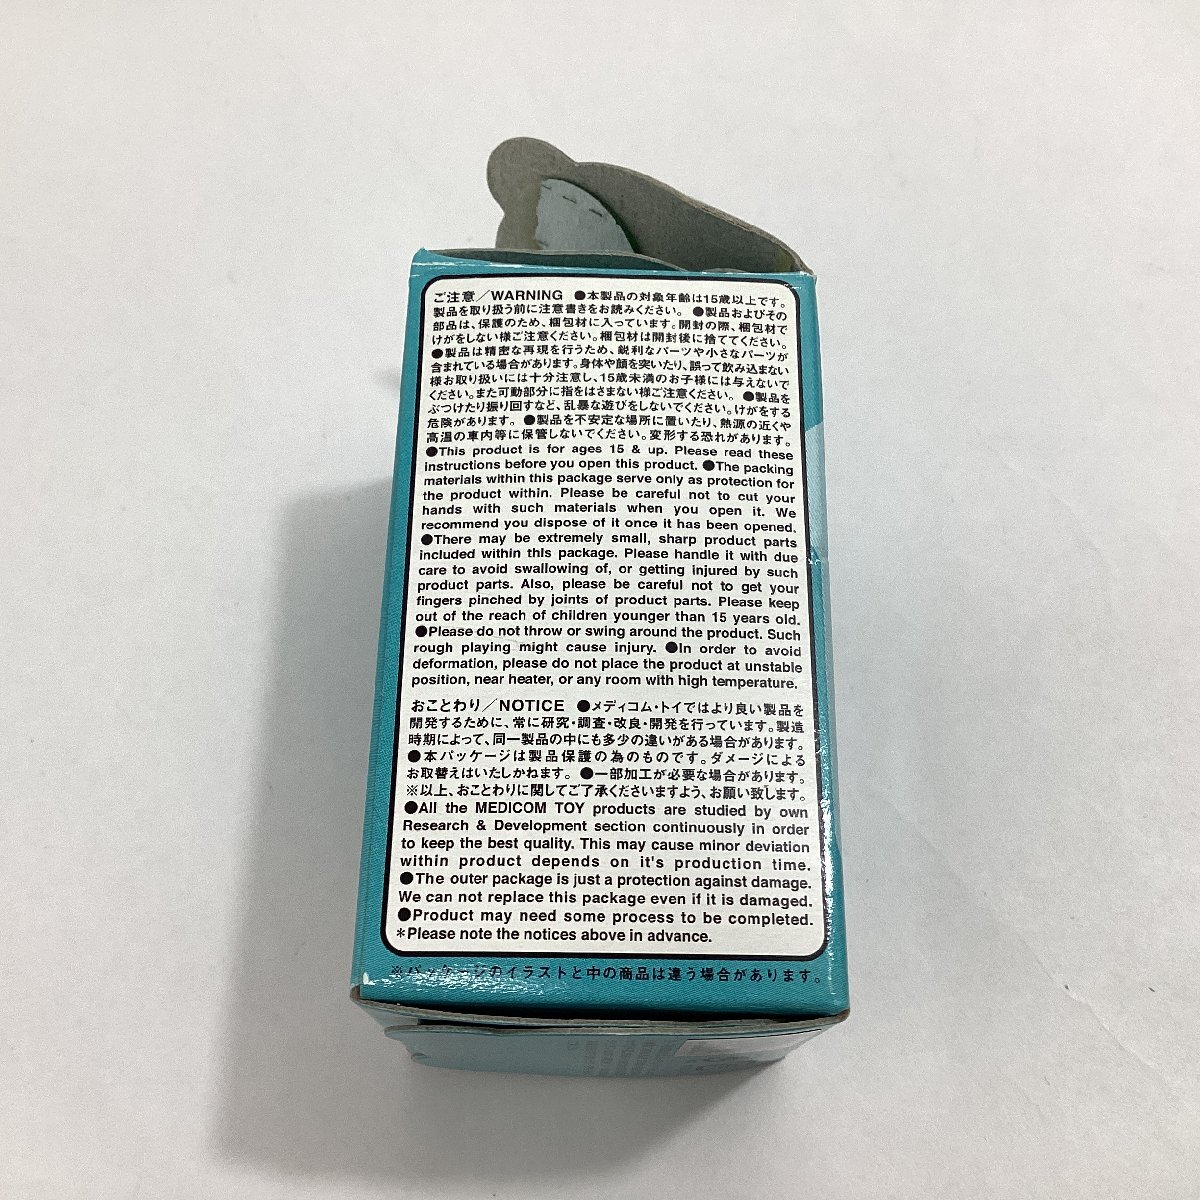 ご注意／WARNING ●本製品の対象年齢は15歳以上です。
製品を取り扱う前に注意書きをお読みください。 ●製品およびその
部品は、保護のため、梱包材に入っています。開封の際、梱包材で
けがをしない様ご注意ください。梱包材は開封後に捨ててください。
●製品は精密な再現を行うため、鋭利なパーツや小さなパーツが
含まれている場合があります。身体や顔を突いたり、誤って飲み込まない
様お取り扱いには十分注意し、15歳未満のお子様には与えないで
ください。また可動部分に指をはさまない様ご注意ください。 ●製品を
ぶつけたり振り回すなど、乱暴な遊びをしないでください。けがをする
危険があります。 ●製品を不安定な場所に置いたり、熱源の近くや
高温の車内等に保管しないでください。変形する恐れがあります。
●This product is for ages 15 & up. Please read these
instructions before you open this product. ●The packing
materials within this package serve only as protection for
the product within. Please be careful not to cut your
hands with such materials when you open it. We
recommend you dispose of it once it has been opened.
●There may be extremely small, sharp product parts
included within this package. Please handle it with due
care to avoid swallowing of, or getting injured by such
product parts. Also, please be careful not to get your
fingers pinched by joints of product parts. Please keep
out of the reach of children younger than 15 years old.
●Please do not throw or swing around the product. Such
rough playing might cause injury. ●In order to avoid
deformation, please do not place the product at unstable
position, near heater, or any room with high temperature.
おことわり／NOTICE ●メディコム・トイではより良い製品を
開発するために、常に研究・調査・改良・開発を行っています。製造
時期によって、同一製品の中にも多少の違いがある場合があります。
●本パッケージは製品保護の為のものです。ダメージによる
お取替えはいたしかねます。 ●一部加工が必要な場合があります。
※以上、おことわりに関してご了承くださいますよう、お願い致します。
●All the MEDICOM TOY products are studied by own
Research & Development section continuously in order
to keep the best quality. This may cause minor deviation
within product depends on it's production time.
●The outer package is just a protection against damage.
We can not replace this package even if it is damaged.
●Product may need some process to be completed.
＊Please note the notices above in advance.
※パッケージのイラストと中の商品は違う場合があります。